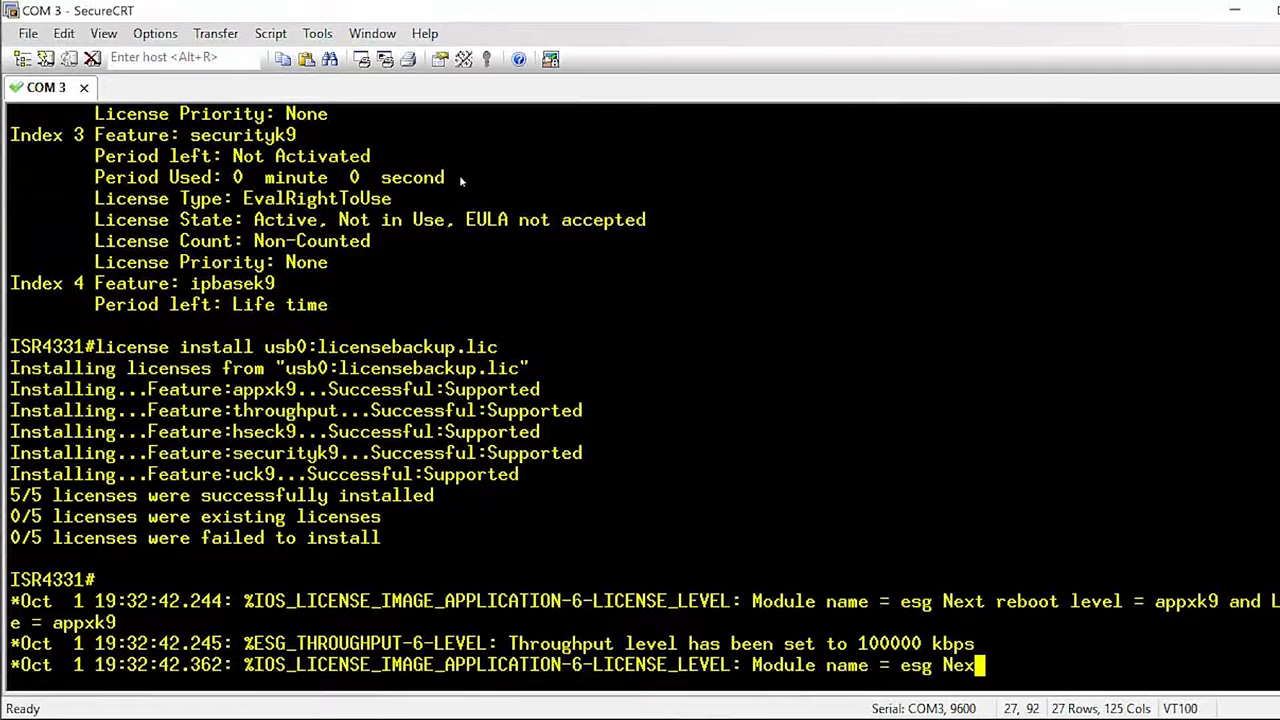 COM 3 - SecureCRT
File Edit View Options Transfer Script Tools Window Help
Enter host <Alt+R>
COM 3
License Priority: None
Index 3 Feature: securityk9
Period left: Not Activated
Period Used: 0 minute 0 second
License Type: EvalRightToUse
License State: Active, Not in Use, EULA not accepted
License Count: Non-Counted
License Priority: None
Index 4 Feature: ipbasek9
Period left: Life time
ISR4331#license install usb0:licensebackup.lic
Installing licenses from "usb0:licensebackup.lic"
Installing...Feature:appxk9...Successful:Supported
Installing...Feature:throughput...Successful:Supported
Installing...Feature:hseck9...Successful:Supported
Installing...Feature:securityk9...Successful:Supported
Installing...Feature:uck9...Successful:Supported
5/5 licenses were successfully installed
0/5 licenses were existing licenses
0/5 licenses were failed to install
ISR4331#
*Oct 1 19:32:42.244: %IOS_LICENSE_IMAGE_APPLICATION-6-LICENSE_LEVEL: Module name = esg Next reboot level = appxk9 and L
e = appxk9
*Oct 1 19:32:42.245: %ESG_THROUGHPUT-6-LEVEL: Throughput level has been set to 100000 kbps
*Oct 1 19:32:42.362: %IOS_LICENSE_IMAGE_APPLICATION-6-LICENSE_LEVEL: Module name = esg Nex
Ready Serial: COM3, 9600 27, 92 27 Rows, 125 Cols VT100